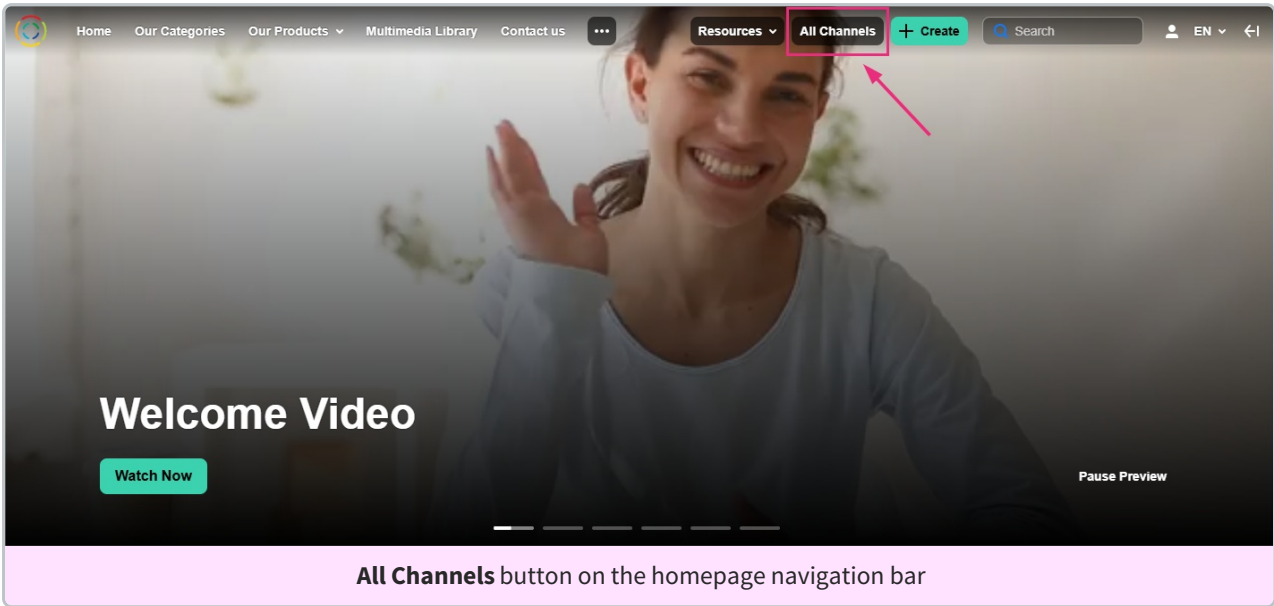 Home Our Categories Our Products Multimedia Library Contact us ••• Resources All Channels + Create Search EN
Welcome Video
Watch Now
Pause Preview
All Channels button on the homepage navigation bar